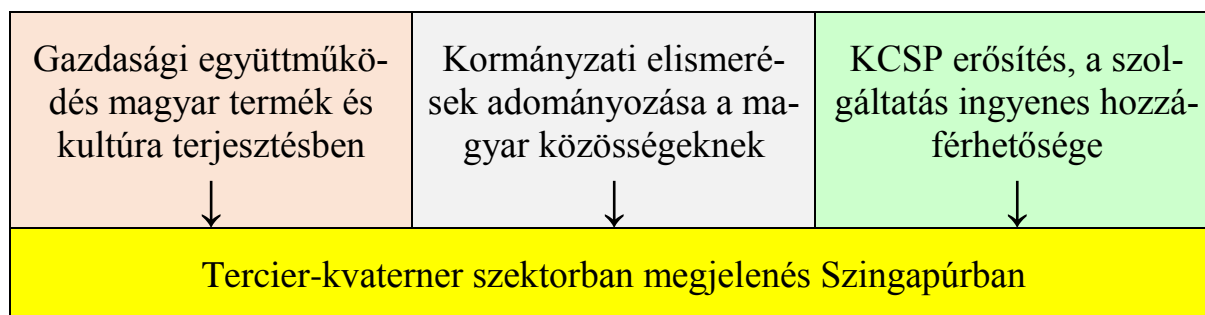 Gazdasági együttműkö-
dés magyar termék és
kultúra terjesztésben
↓
Kormányzati elismeré-
sek adományozása a ma-
gyar közösségeknek
↓
KCSP erősítés, a szol-
gáltatás ingyenes hozzá-
férhetősége
↓
Tercier-kvaterner szektorban megjelenés Szingapúrban